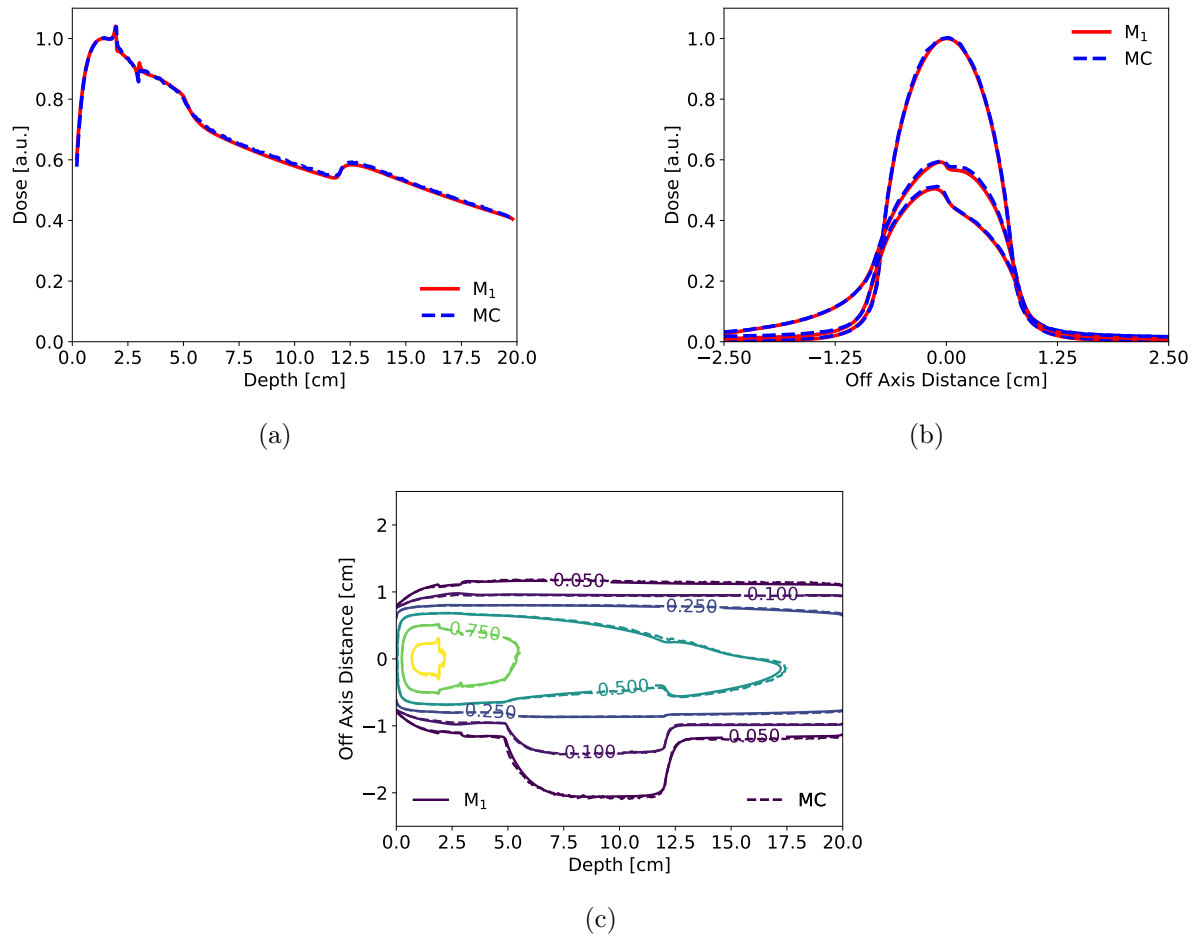 1.0
0.8
0.6
0.4
0.2
0.0
Dose [a.u.]
M₁
MC
0.0 2.5 5.0 7.5 10.0 12.5 15.0 17.5 20.0
Depth [cm]
(a)
1.0
0.8
0.6
0.4
0.2
0.0
Dose [a.u.]
M₁
MC
−2.50 −1.25 0.00 1.25 2.50
Off Axis Distance [cm]
(b)
2
1
0
−1
−2
Off Axis Distance [cm]
0.050
0.100
0.250
0.750
0.500
0.250
0.100
0.050
M₁ MC
0.0 2.5 5.0 7.5 10.0 12.5 15.0 17.5 20.0
Depth [cm]
(c)